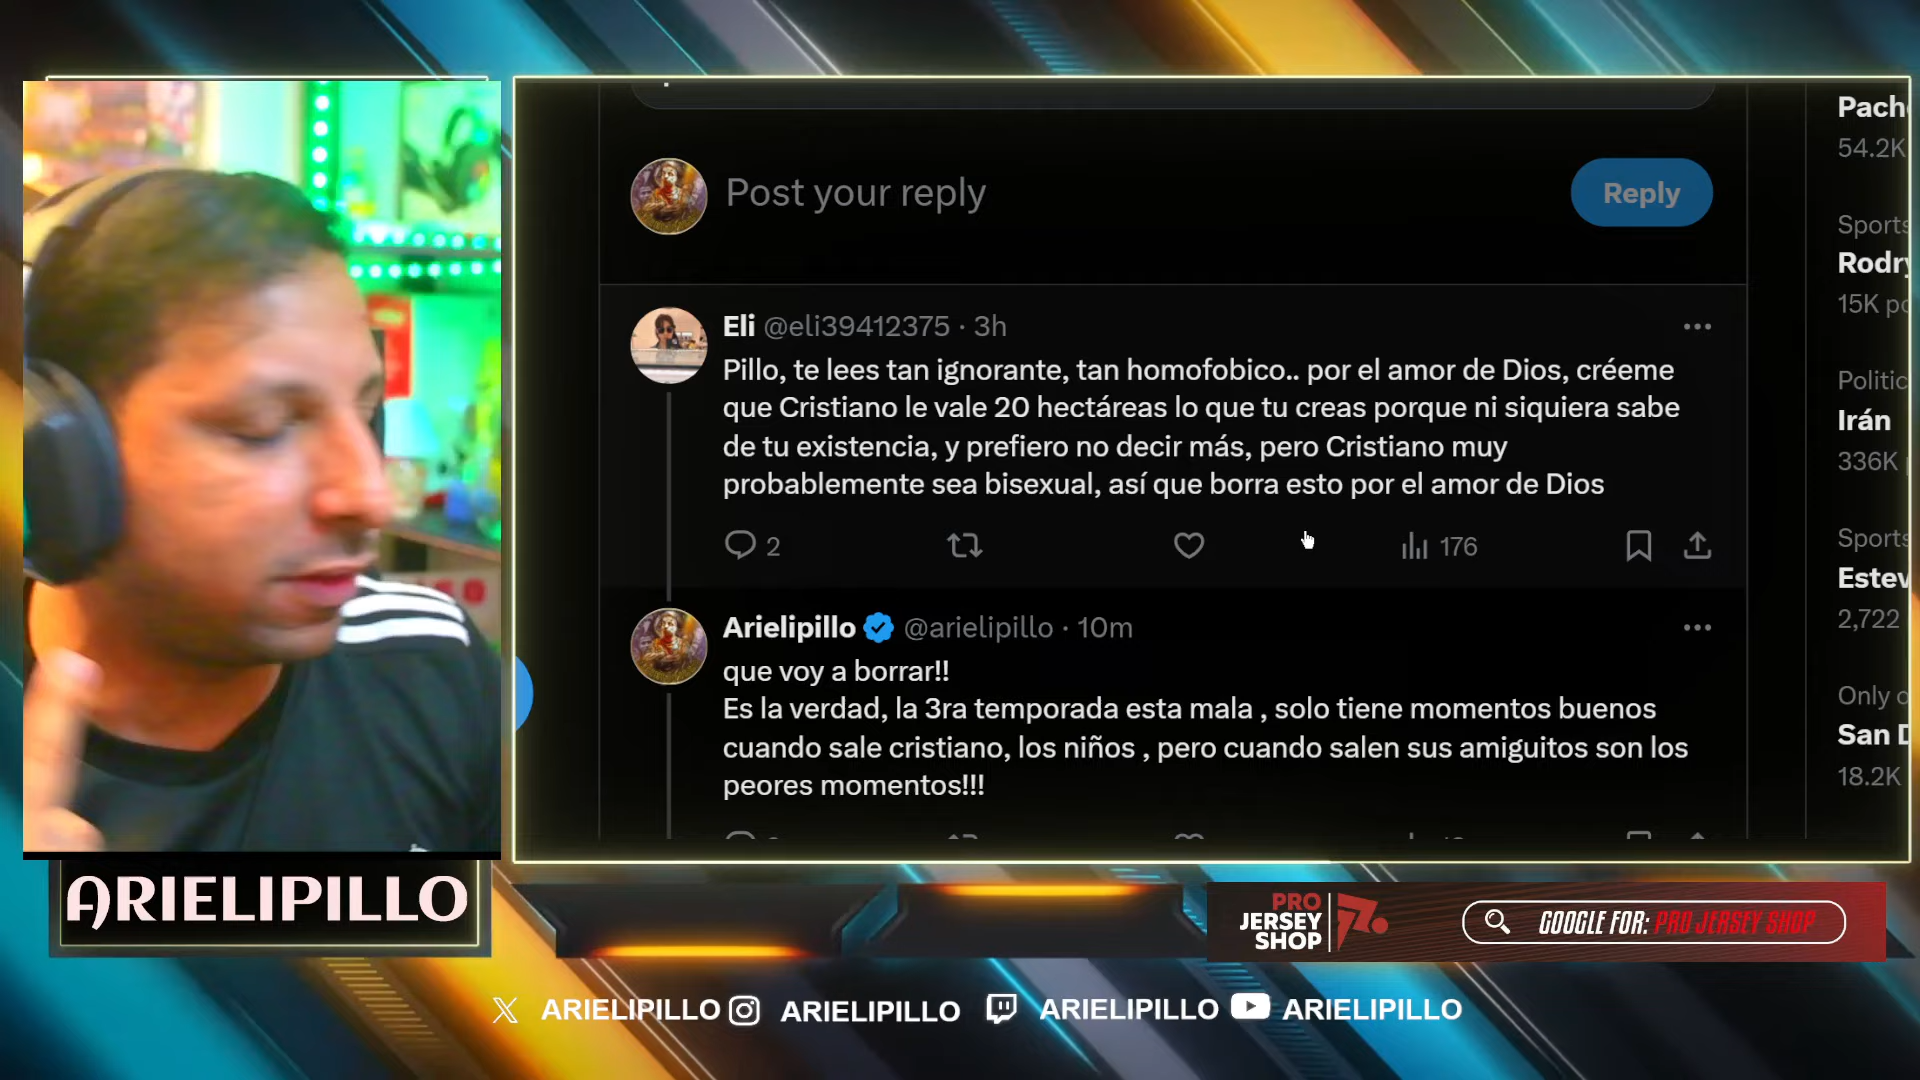 Post your reply
Reply
Eli @eli39412375 · 3h
Pillo, te lees tan ignorante, tan homofobico.. por el amor de Dios, créeme
que Cristiano le vale 20 hectáreas lo que tu creas porque ni siquiera sabe
de tu existencia, y prefiero no decir más, pero Cristiano muy
probablemente sea bisexual, así que borra esto por el amor de Dios
2
176
Arielipillo @arielipillo · 10m
que voy a borrar!!
Es la verdad, la 3ra temporada esta mala , solo tiene momentos buenos
cuando sale cristiano, los niños , pero cuando salen sus amiguitos son los
peores momentos!!!
54.2K
Sports
15K
Irán
336K
Sports
2,722
Only
San
18.2K
ARIELIPILLO
PRO
JERSEY
SHOP
GOOGLE FOR: PRO JERSEY SHOP
ARIELIPILLO
ARIELIPILLO
ARIELIPILLO
ARIELIPILLO